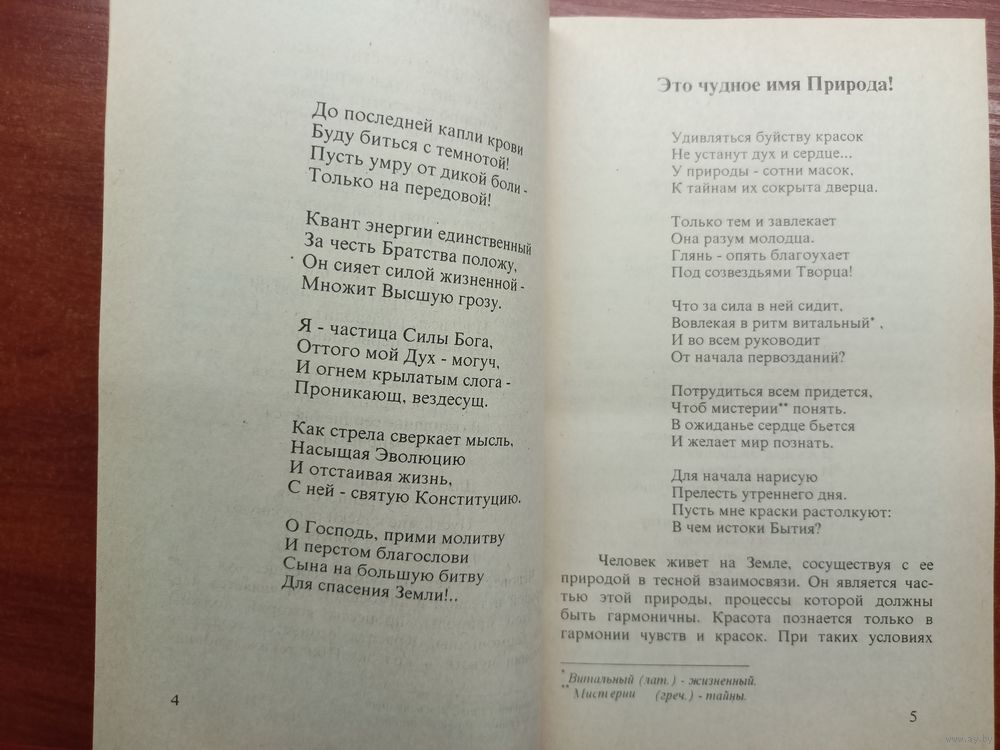 До последней капли крови
Буду биться с темнотой!
Пусть умру от дикой боли -
Только на передовой!
Квант энергии единственный
За честь Братства положу,
Он сияет силой жизненной -
Множит Высшую грозу.
Я - частица Силы Бога,
Оттого мой Дух - могуч,
И огнем крылатым слога -
Проникающ, вездесущ.
Как стрела сверкает мысль,
Насыщая Эволюцию
И отстаивая жизнь,
С ней - святую Конституцию.
О Господь, прими молитву
И перстом благослови
Сына на большую битву
Для спасения Земли!..
4
Это чудное имя Природа!
Удивляться буйству красок
Не устанут дух и сердце...
У природы - сотни масок,
К тайнам их сокрыта дверца.
Только тем и завлекает
Она разум молодца.
Глянь - опять благоухает
Под созвездьями Творца!
Что за сила в ней сидит,
Вовлекая в ритм витальный* ,
И во всем руководит
От начала первозданий?
Потрудиться всем придется,
Чтоб мистерии** понять.
В ожиданье сердце бьется
И желает мир познать.
Для начала нарисую
Прелесть утреннего дня.
Пусть мне краски растолкуют:
В чем истоки Бытия?
Человек живет на Земле, сосуществуя с ее
природой в тесной взаимосвязи. Он является час-
тью этой природы, процессы которой должны
быть гармоничны. Красота познается только в
гармонии чувств и красок. При таких условиях
* Витальный (лат.) - жизненный.
** Мистерии (греч.) - тайны.
5
www.ay.by